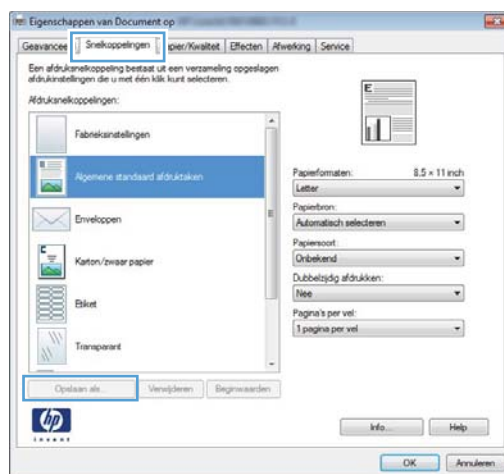 Eigenschappen van Document op
Geavanceerd Snelkoppelingen Papier/Kwaliteit Effecten Afwerking Service
Een afdruksnelkoppeling bestaat uit een verzameling opgeslagen
afdrukinstellingen die u met één klik kunt selecteren.
Afdruksnelkoppelingen:
Fabrieksinstellingen
Algemene standaard afdruktaken
Enveloppen
Karton/zwaar papier
Etiket
Transparant
Papierformaten: 8.5 × 11 inch
Letter
Papierbron:
Automatisch selecteren
Papiersoort:
Onbekend
Dubbelzijdig afdrukken:
Nee
Pagina's per vel:
1 pagina per vel
Opslaan als... Verwijderen Beginwaarden
hp
invent
Info... Help
OK Annuleren